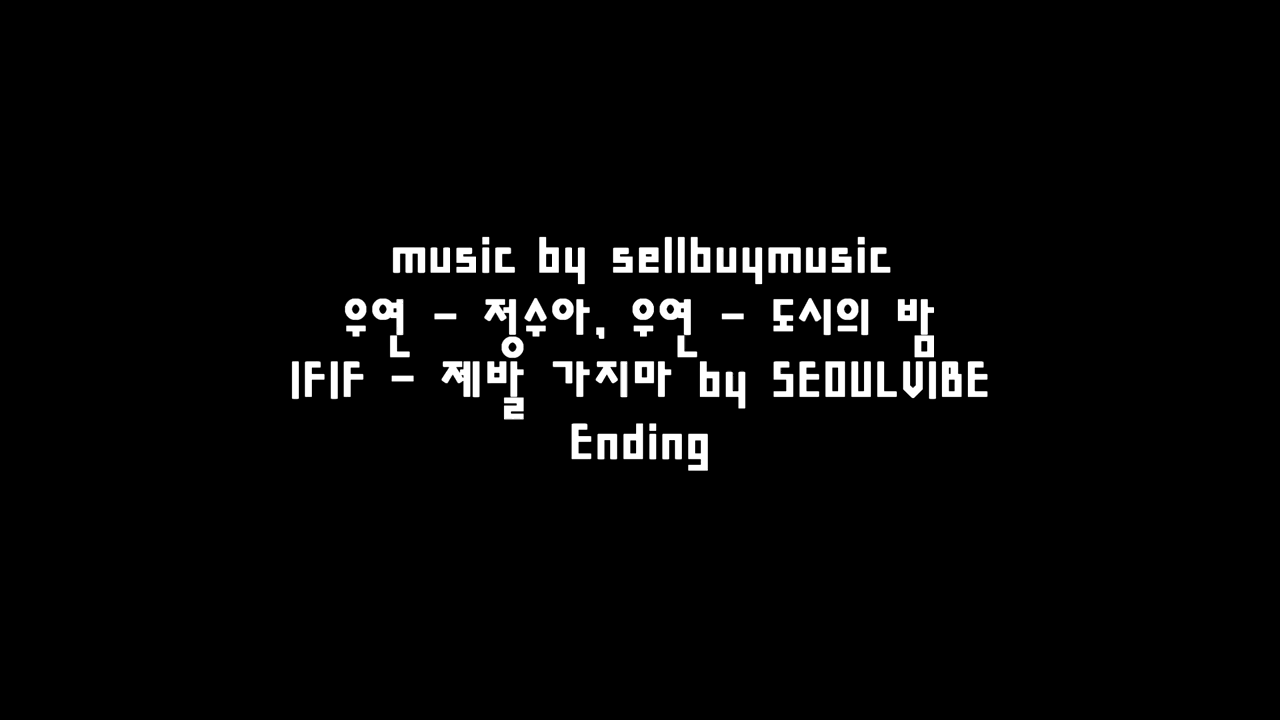 music by sellbuymusic
우연 - 정수아, 우연 - 도시의 밤
IFIF - 제발 가지마 by SEOULVIBE
Ending